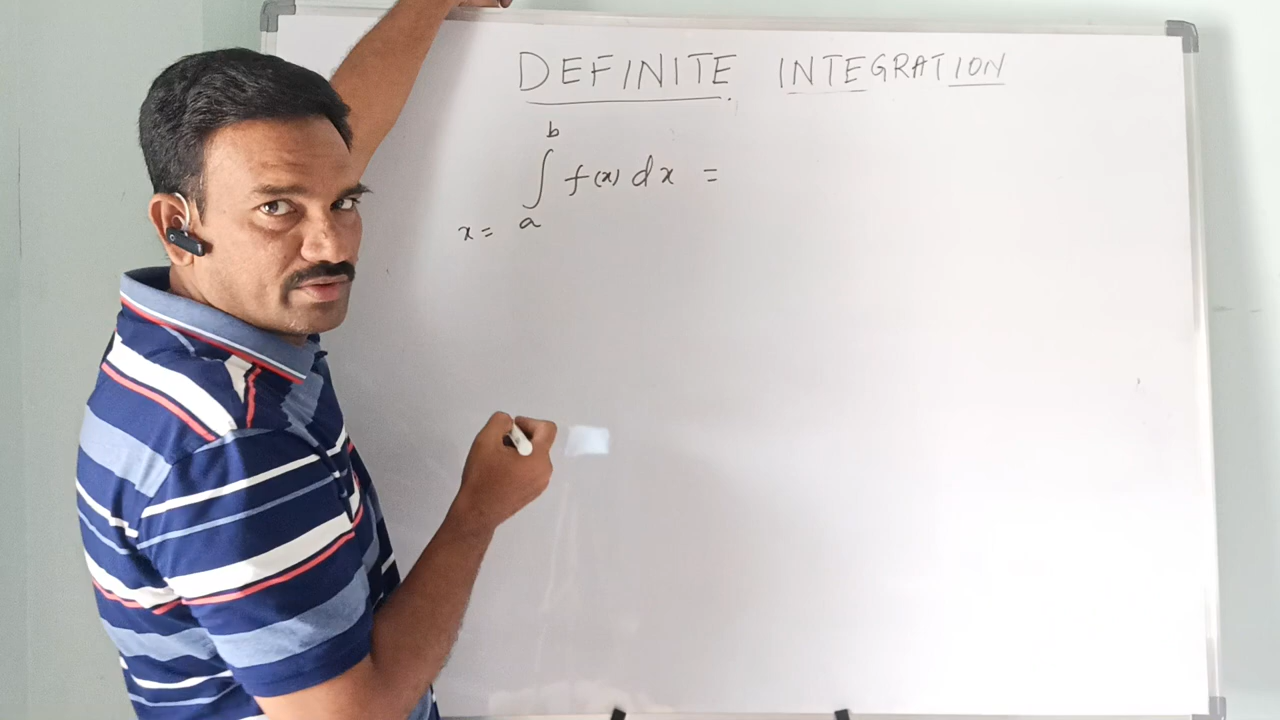 DEFINITE INTEGRATION
b
∫ f(x) dx =
x = a